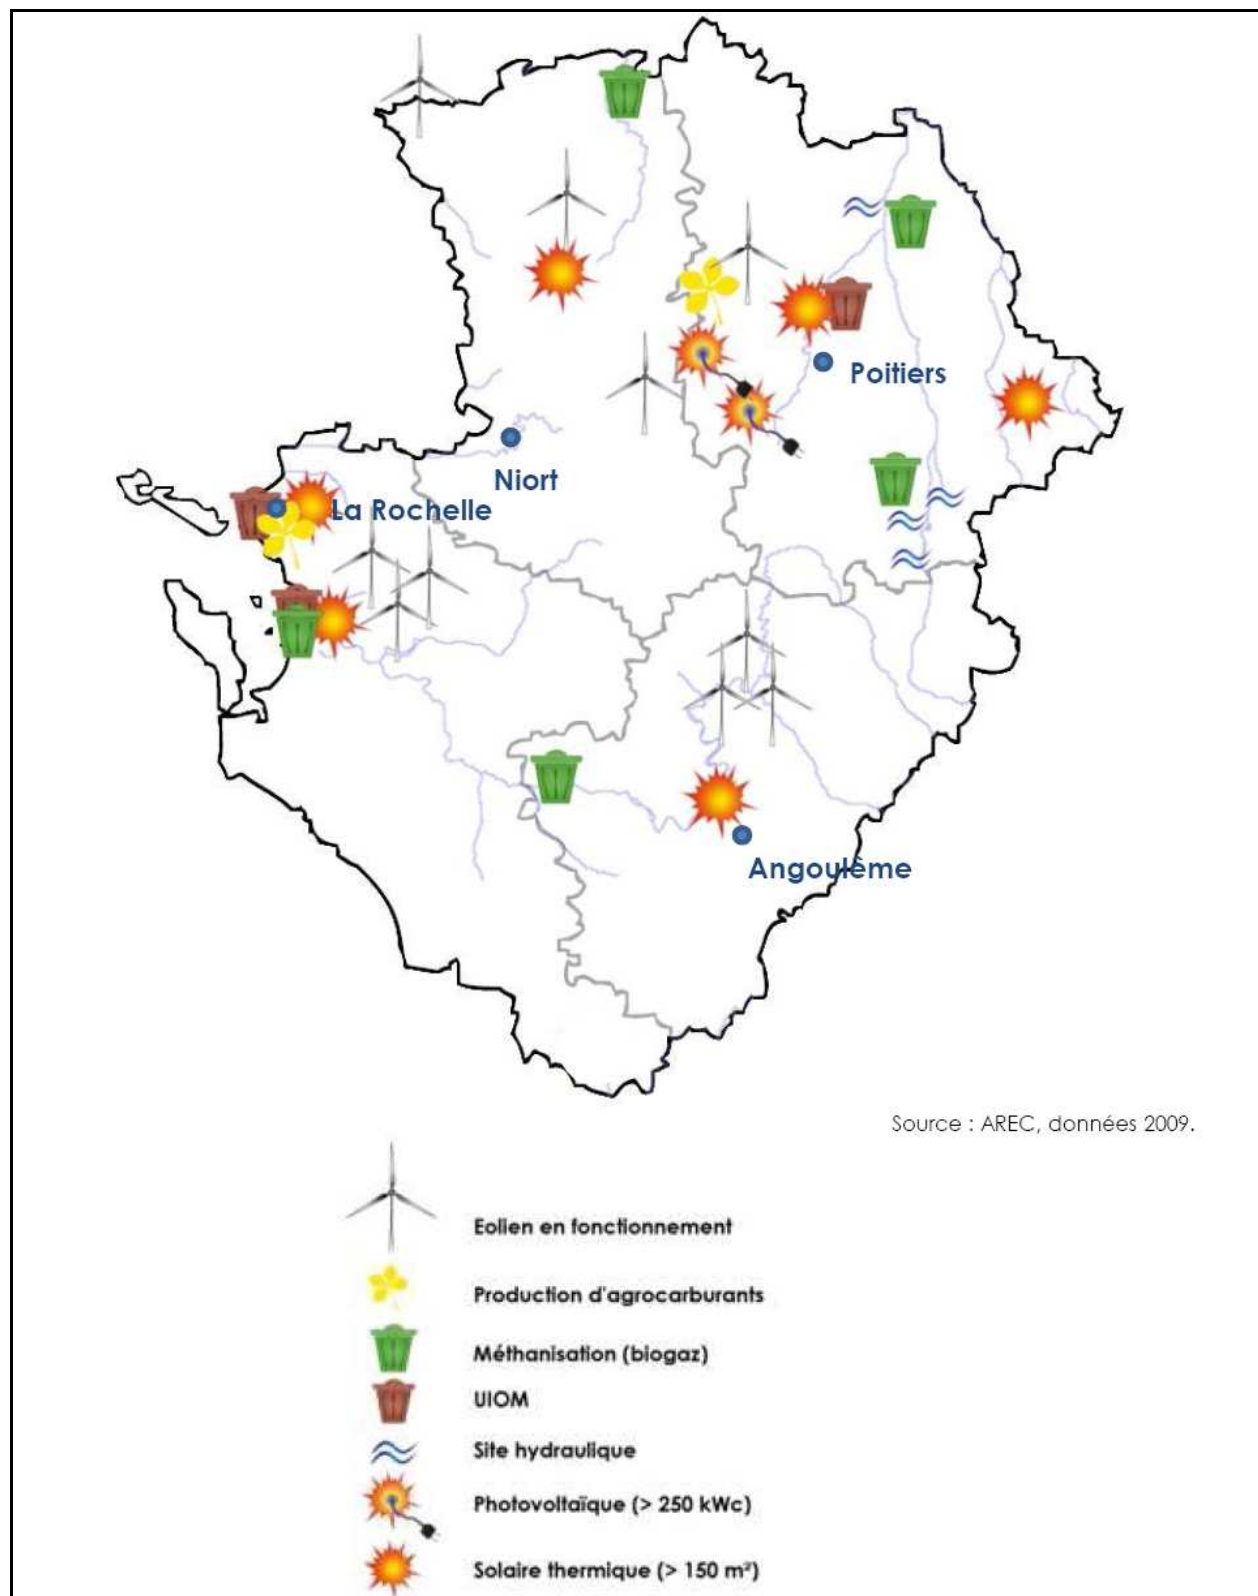 Poitiers
Niort
La Rochelle
Angoulême
Source : AREC, données 2009.
Eolien en fonctionnement
Production d'agrocarburants
Méthanisation (biogaz)
UIOM
Site hydraulique
Photovoltaïque (> 250 kWc)
Solaire thermique (> 150 m²)